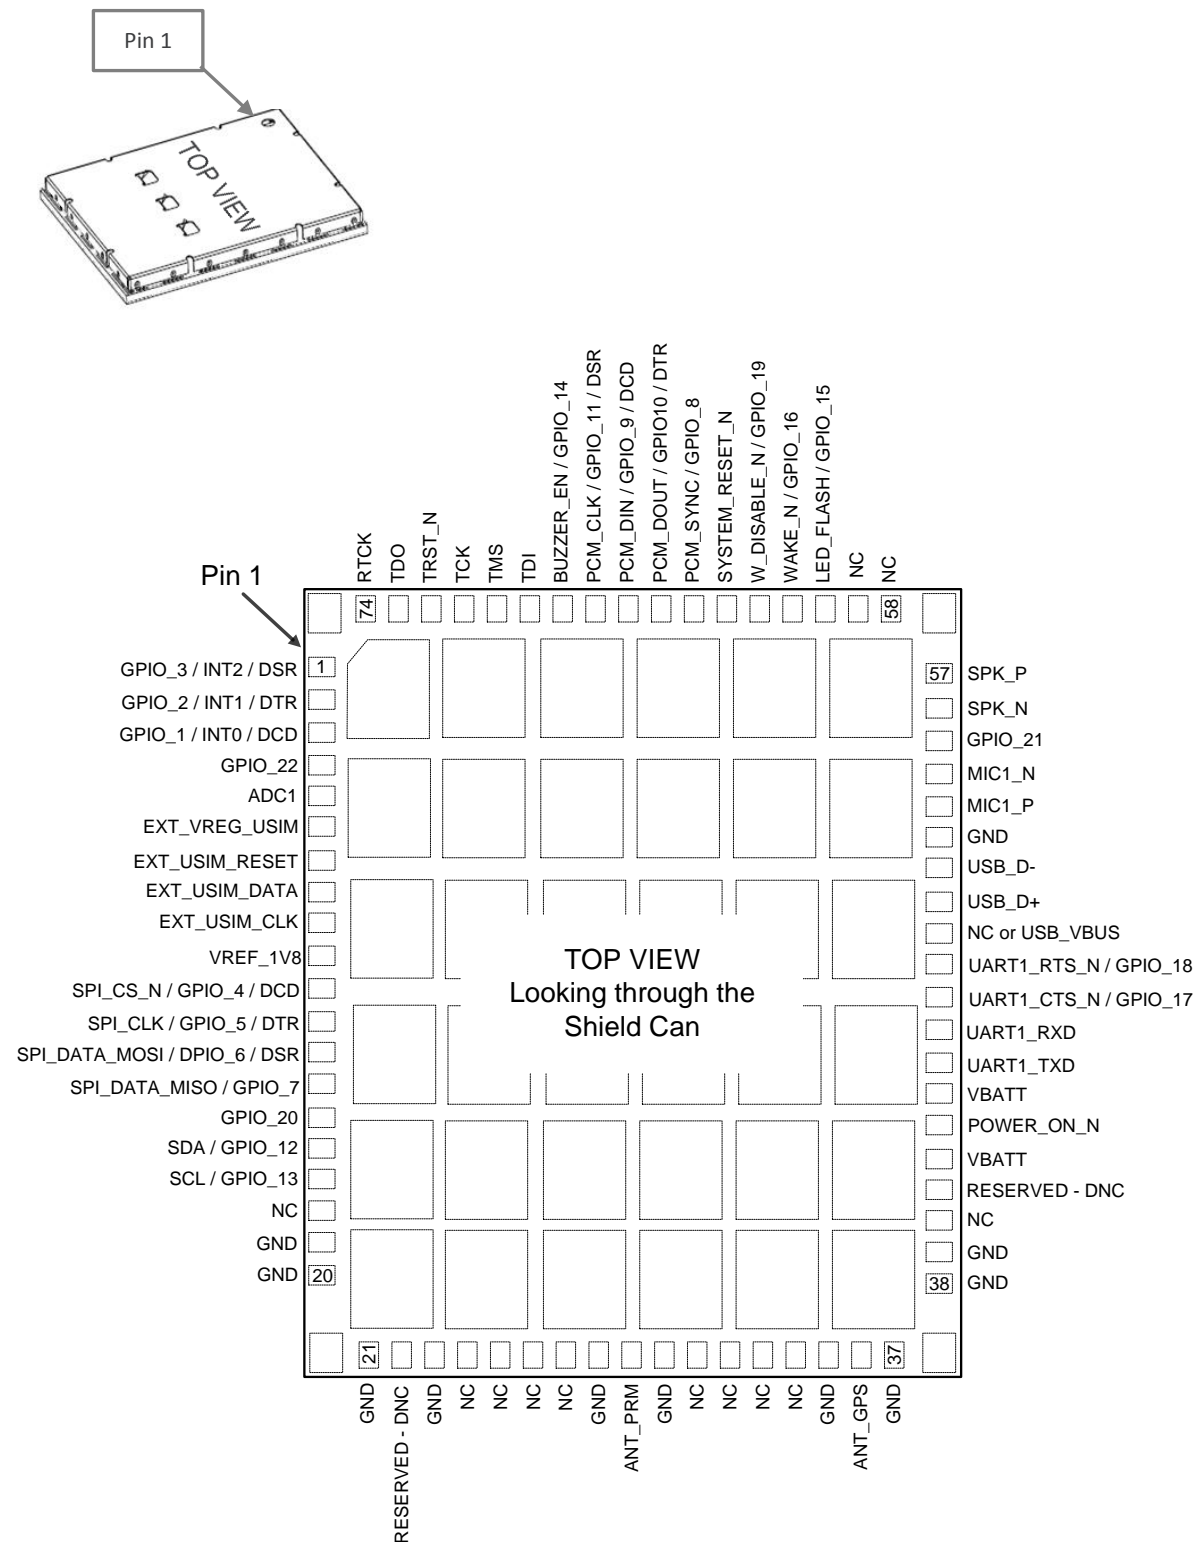 Pin 1
TOP VIEW
RTCK
TDO
TRST_N
TCK
TMS
TDI
BUZZER_EN / GPIO_14
PCM_CLK / GPIO_11 / DSR
PCM_DIN / GPIO_9 / DCD
PCM_DOUT / GPIO10 / DTR
PCM_SYNC / GPIO_8
SYSTEM_RESET_N
W_DISABLE_N / GPIO_19
WAKE_N / GPIO_16
LED_FLASH / GPIO_15
NC
NC
Pin 1
74
58
GPIO_3 / INT2 / DSR
1
GPIO_2 / INT1 / DTR
GPIO_1 / INT0 / DCD
GPIO_22
ADC1
EXT_VREG_USIM
EXT_USIM_RESET
EXT_USIM_DATA
EXT_USIM_CLK
VREF_1V8
SPI_CS_N / GPIO_4 / DCD
SPI_CLK / GPIO_5 / DTR
SPI_DATA_MOSI / DPIO_6 / DSR
SPI_DATA_MISO / GPIO_7
GPIO_20
SDA / GPIO_12
SCL / GPIO_13
NC
GND
GND
20
TOP VIEW
Looking through the
Shield Can
57
SPK_P
SPK_N
GPIO_21
MIC1_N
MIC1_P
GND
USB_D-
USB_D+
NC or USB_VBUS
UART1_RTS_N / GPIO_18
UART1_CTS_N / GPIO_17
UART1_RXD
UART1_TXD
VBATT
POWER_ON_N
VBATT
RESERVED - DNC
NC
GND
38
GND
21
37
GND
RESERVED - DNC
GND
NC
NC
NC
NC
GND
ANT_PRM
GND
NC
NC
NC
NC
GND
ANT_GPS
GND